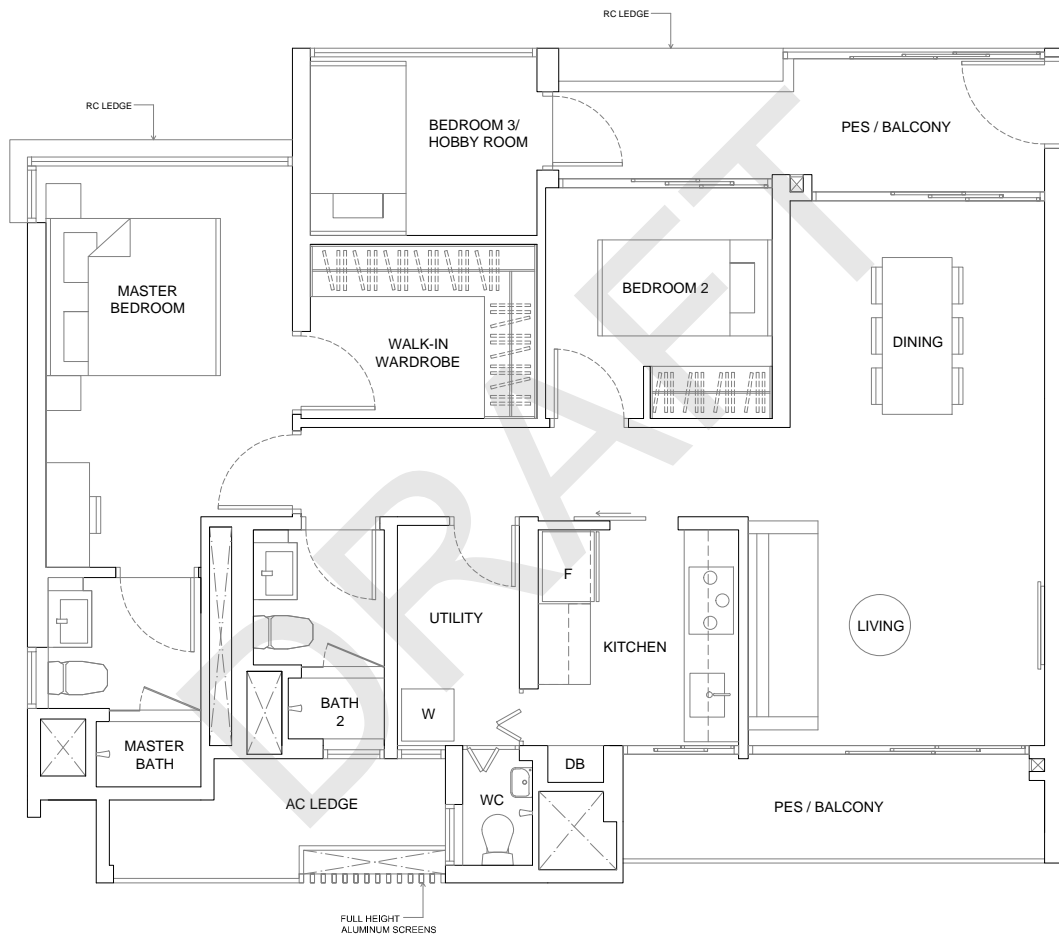 RC LEDGE
RC LEDGE
BEDROOM 3/
HOBBY ROOM
PES / BALCONY
MASTER
BEDROOM
BEDROOM 2
WALK-IN
WARDROBE
DINING
DRAFT
F
UTILITY
KITCHEN
LIVING
BATH
2
W
MASTER
BATH
DB
AC LEDGE
WC
PES / BALCONY
FULL HEIGHT
ALUMINUM SCREENS